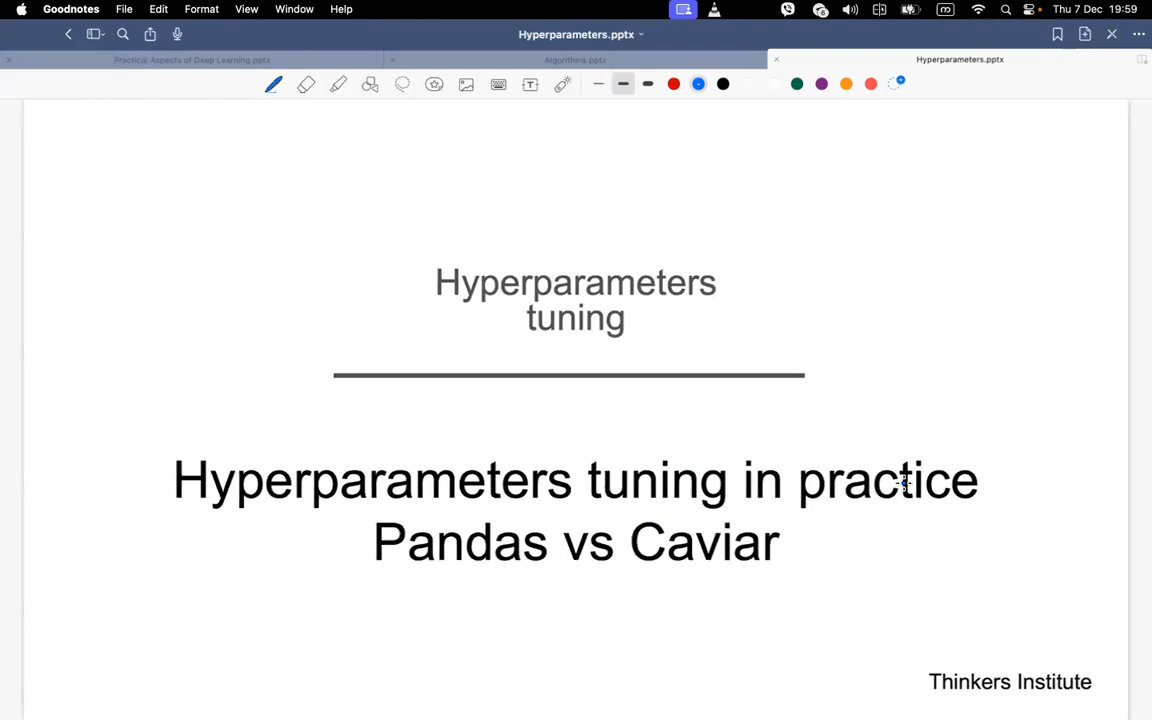 Goodnotes File Edit Format View Window Help Thu 7 Dec 19:59
Hyperparameters.pptx
Practical Aspects of Deep Learning.pptx Algorithms.pptx Hyperparameters.pptx
Hyperparameters
tuning
Hyperparameters tuning in practice
Pandas vs Caviar
Thinkers Institute